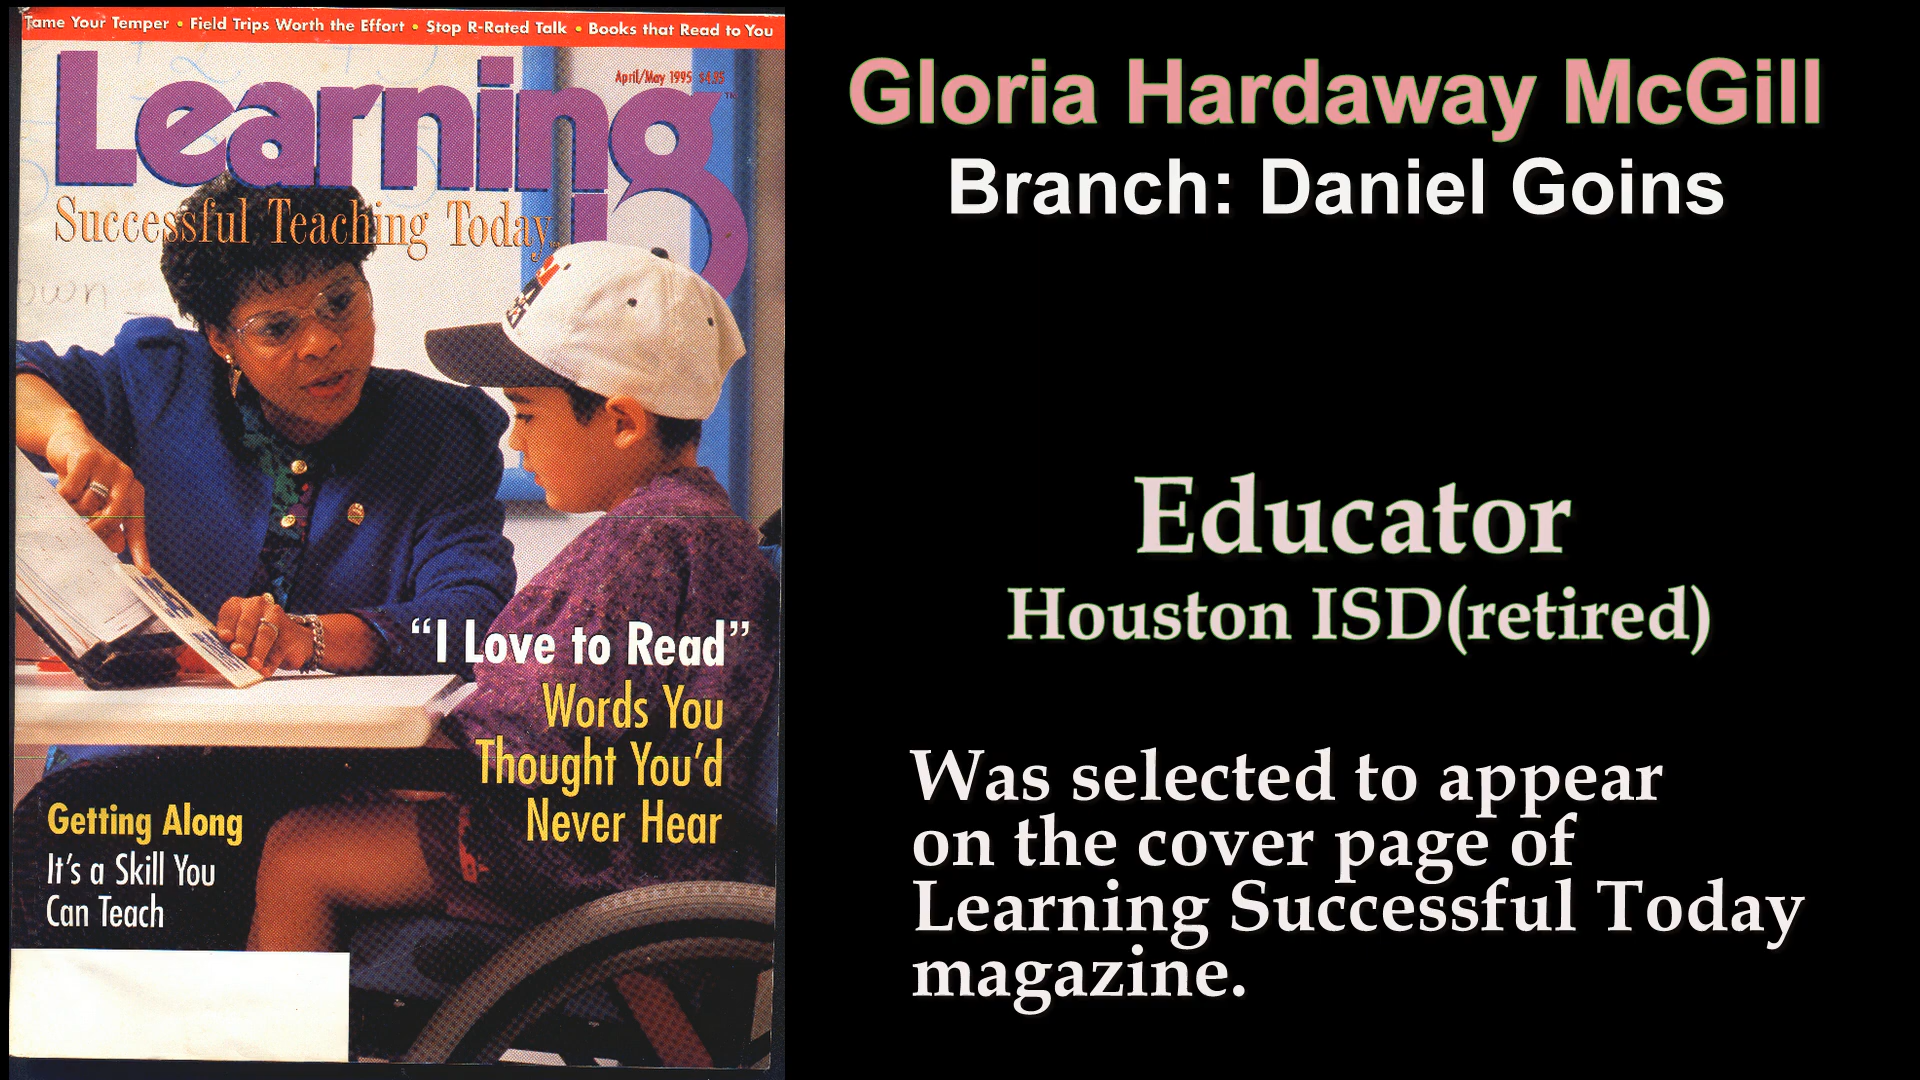 Tame Your Temper • Field Trips Worth the Effort • Stop R-Rated Talk • Books that Read to You
April/May 1995 $4.95
Learning™
Successful Teaching Today
own
"I Love to Read"
Words You
Thought You'd
Never Hear
Getting Along
It's a Skill You
Can Teach
Gloria Hardaway McGill
Branch: Daniel Goins
Educator
Houston ISD(retired)
Was selected to appear
on the cover page of
Learning Successful Today
magazine.